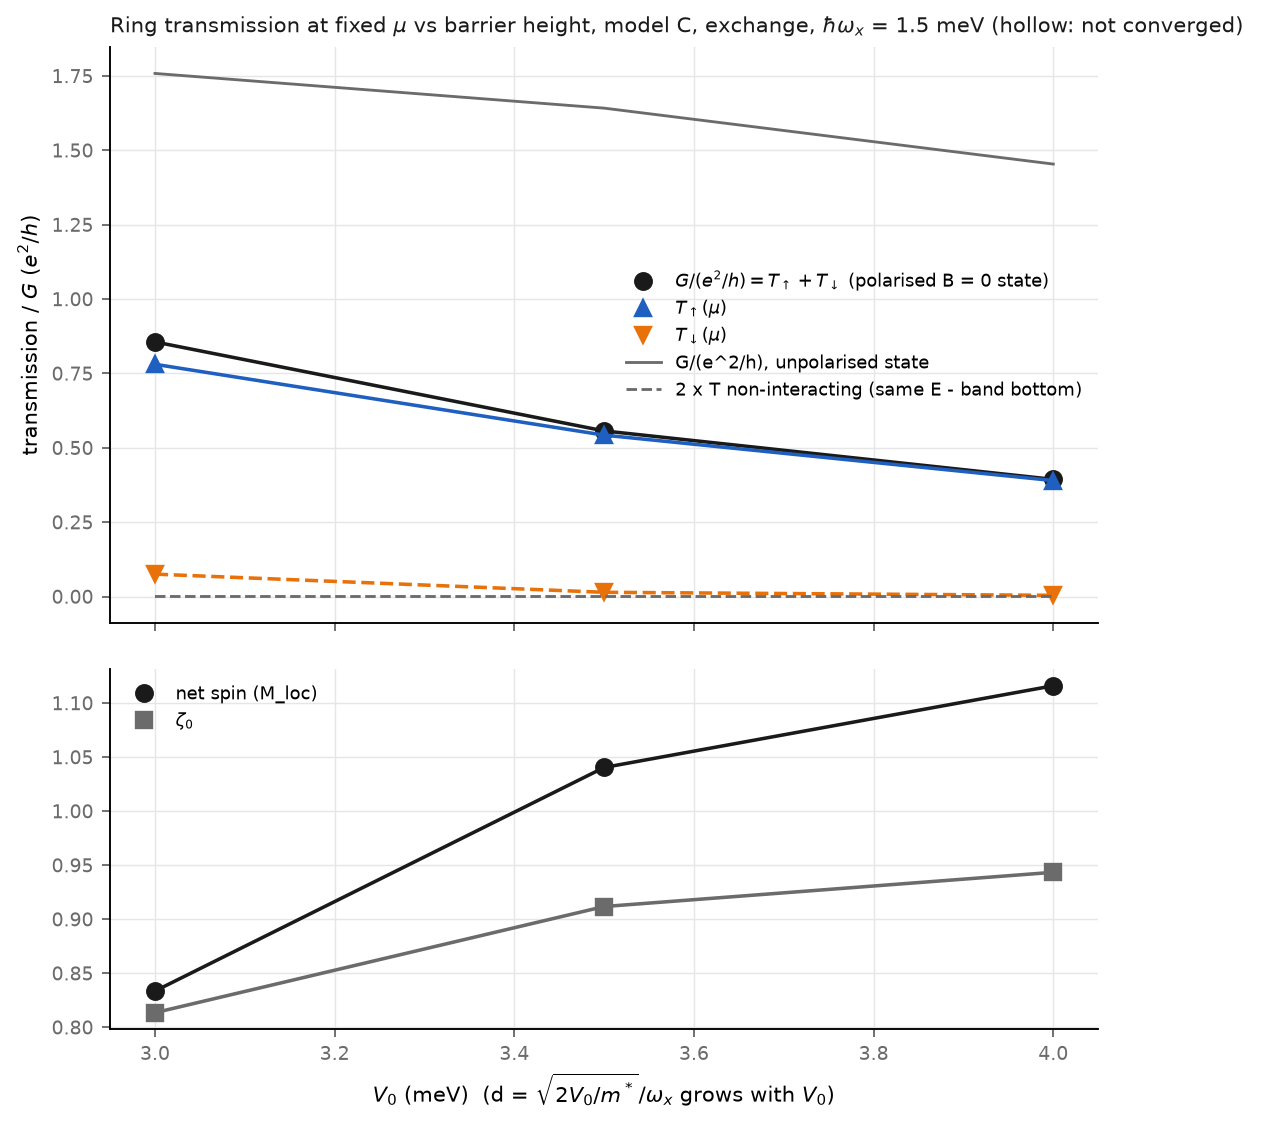 Ring transmission at fixed μ vs barrier height, model C, exchange, ℏω_x = 1.5 meV (hollow: not converged)
transmission / G (e²/h)
1.75
1.50
1.25
1.00
0.75
0.50
0.25
0.00
G/(e²/h) = T↑ + T↓ (polarised B = 0 state)
T↑(μ)
T↓(μ)
G/(e^2/h), unpolarised state
2 x T non-interacting (same E - band bottom)
net spin (M_loc)
ζ₀
1.10
1.05
1.00
0.95
0.90
0.85
0.80
3.0 3.2 3.4 3.6 3.8 4.0
V₀ (meV) (d = √2V₀/m*/ω_x grows with V₀)